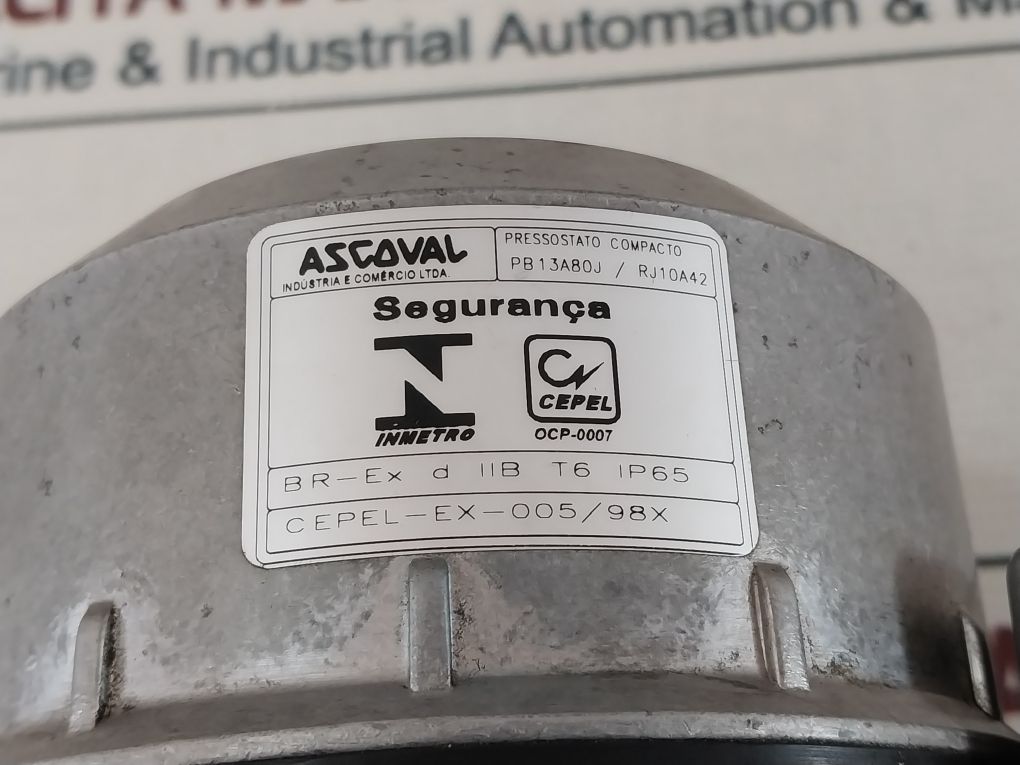 & Industrial Automation &
ASCOVAL
INDÚSTRIA E COMÉRCIO LTDA.
PRESSOSTATO COMPACTO
PB13A80J / RJ10A42
Segurança
INMETRO
CEPEL
OCP-0007
BR-Ex d IIB T6 IP65
CEPEL-EX-005/98X